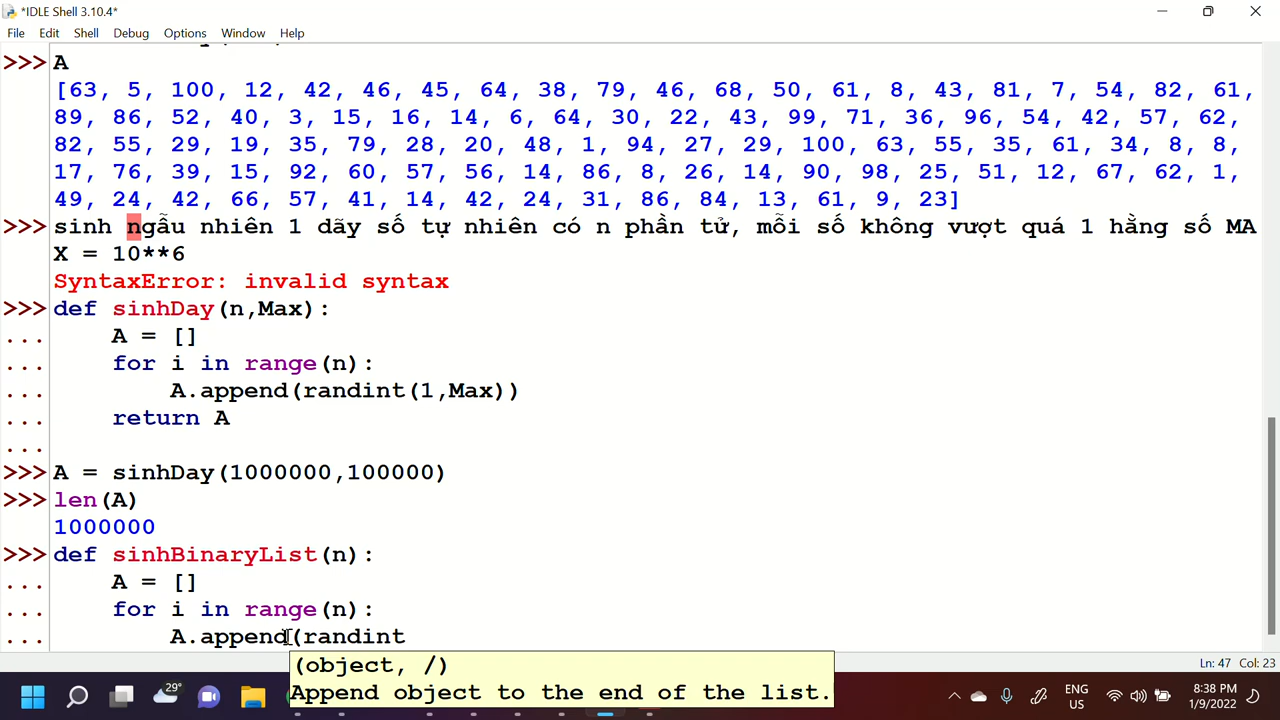 *IDLE Shell 3.10.4*
File Edit Shell Debug Options Window Help
>>> A
[63, 5, 100, 12, 42, 46, 45, 64, 38, 79, 46, 68, 50, 61, 8, 43, 81, 7, 54, 82, 61,
89, 86, 52, 40, 3, 15, 16, 14, 6, 64, 30, 22, 43, 99, 71, 36, 96, 54, 42, 57, 62,
82, 55, 29, 19, 35, 79, 28, 20, 48, 1, 94, 27, 29, 100, 63, 55, 35, 61, 34, 8, 8,
17, 76, 39, 15, 92, 60, 57, 56, 14, 86, 8, 26, 14, 90, 98, 25, 51, 12, 67, 62, 1,
49, 24, 42, 66, 57, 41, 14, 42, 24, 31, 86, 84, 13, 61, 9, 23]
>>> sinh ngẫu nhiên 1 dãy số tự nhiên có n phần tử, mỗi số không vượt quá 1 hằng số MA
X = 10**6
SyntaxError: invalid syntax
>>> def sinhDay(n,Max):
... A = []
... for i in range(n):
... A.append(randint(1,Max))
... return A
...
>>> A = sinhDay(1000000,100000)
>>> len(A)
1000000
>>> def sinhBinaryList(n):
... A = []
... for i in range(n):
... A.append(randint
(object, /)
Append object to the end of the list.
Ln: 47 Col: 23
29°
ENG
US
8:38 PM
1/9/2022